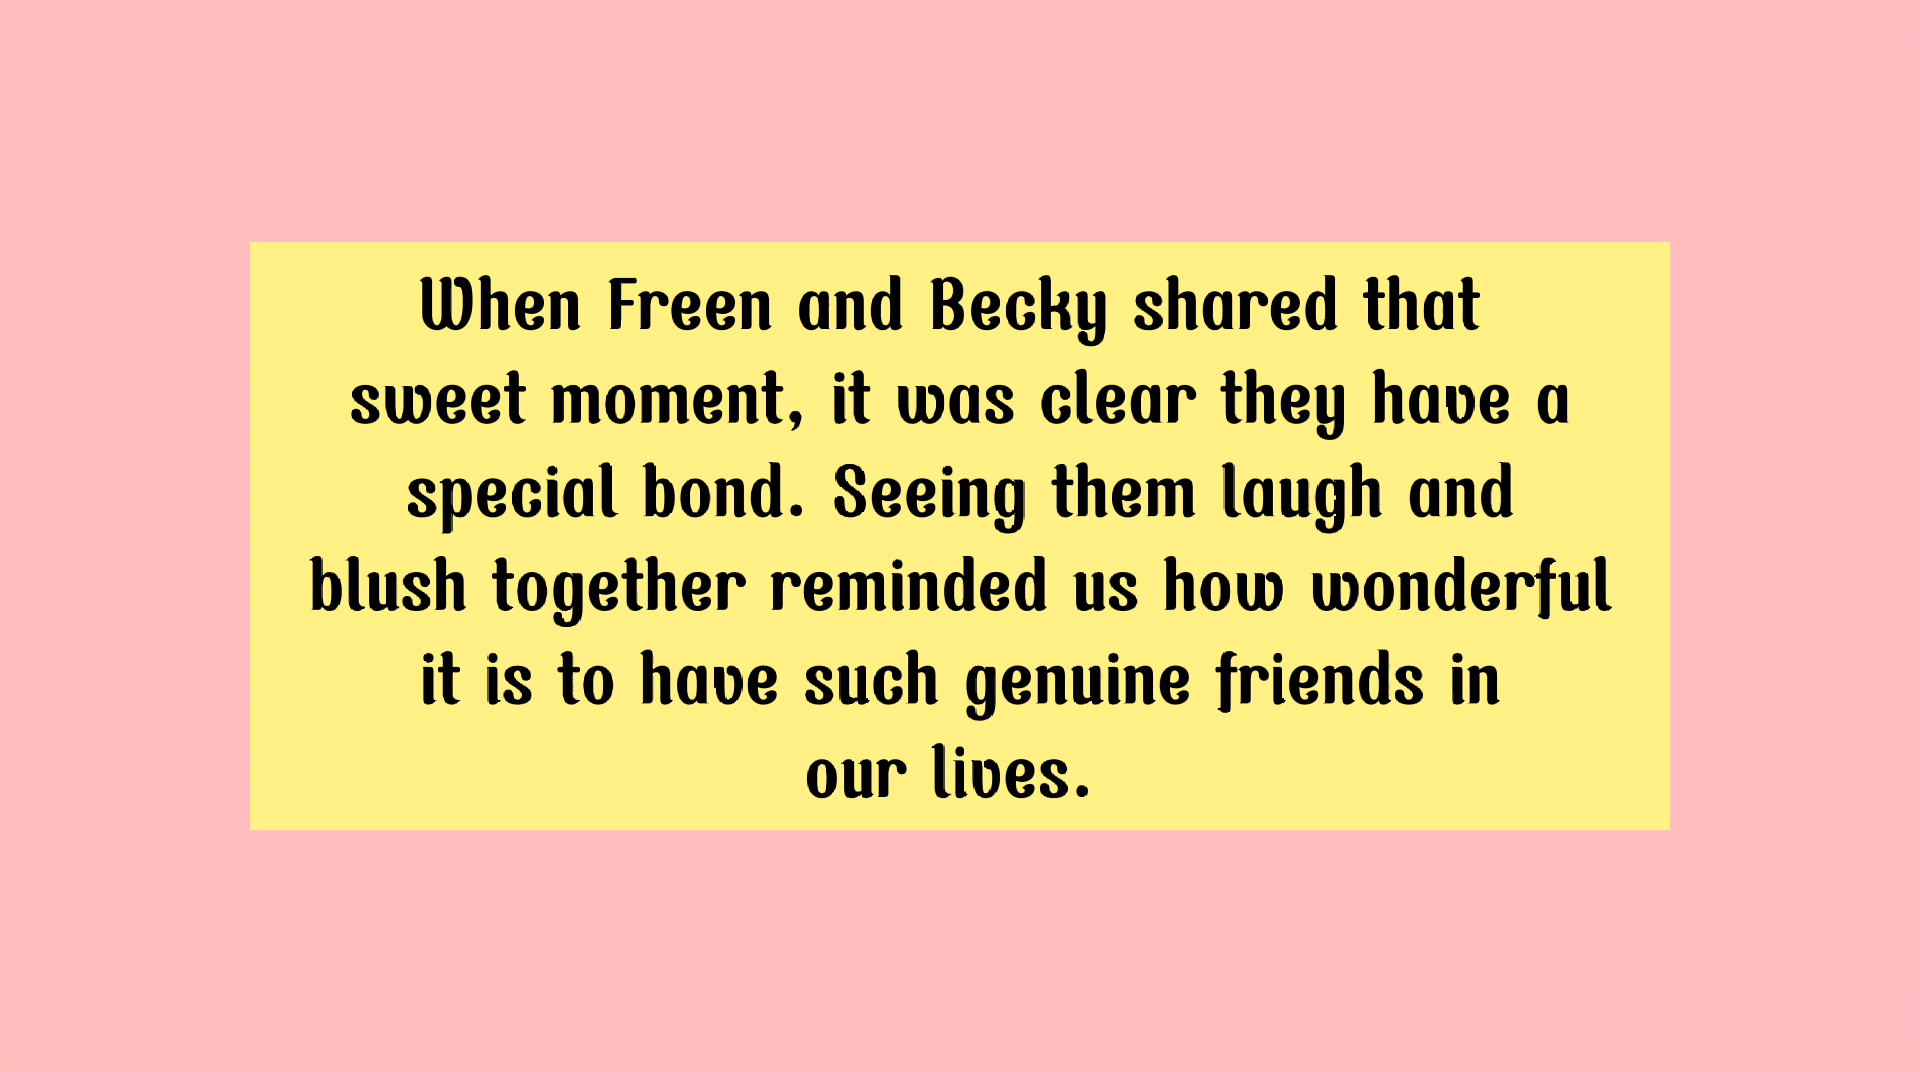 When Freen and Becky shared that
sweet moment, it was clear they have a
special bond. Seeing them laugh and
blush together reminded us how wonderful
it is to have such genuine friends in
our lives.